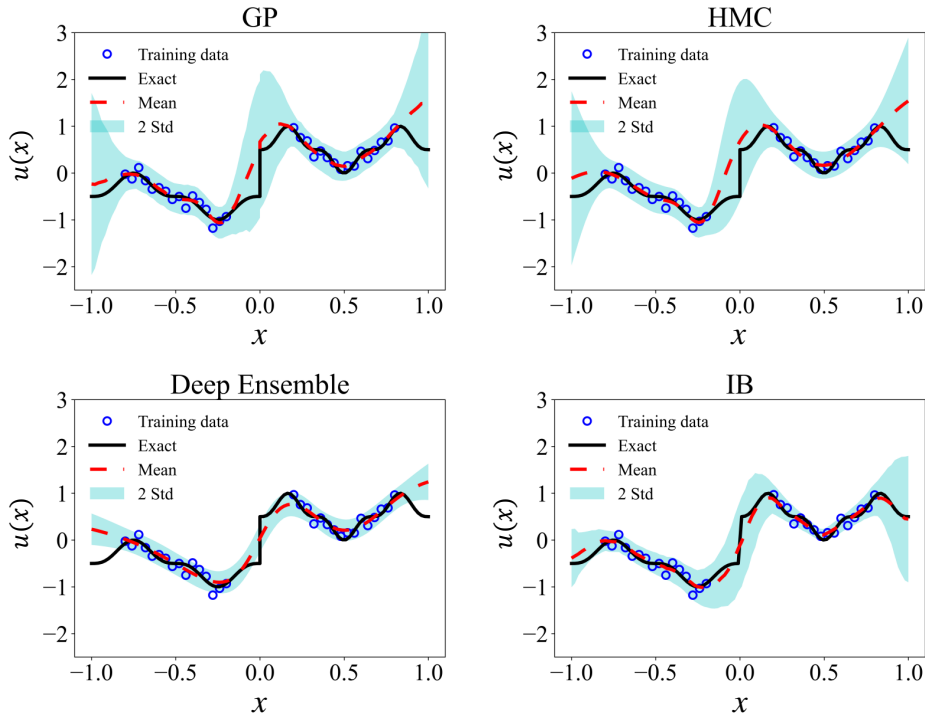 GP
3
2
1
0
−1
−2
u(x)
Training data
Exact
Mean
2 Std
−1.0 −0.5 0.0 0.5 1.0
x
HMC
3
2
1
0
−1
−2
u(x)
Training data
Exact
Mean
2 Std
−1.0 −0.5 0.0 0.5 1.0
x
Deep Ensemble
3
2
1
0
−1
−2
u(x)
Training data
Exact
Mean
2 Std
−1.0 −0.5 0.0 0.5 1.0
x
IB
3
2
1
0
−1
−2
u(x)
Training data
Exact
Mean
2 Std
−1.0 −0.5 0.0 0.5 1.0
x